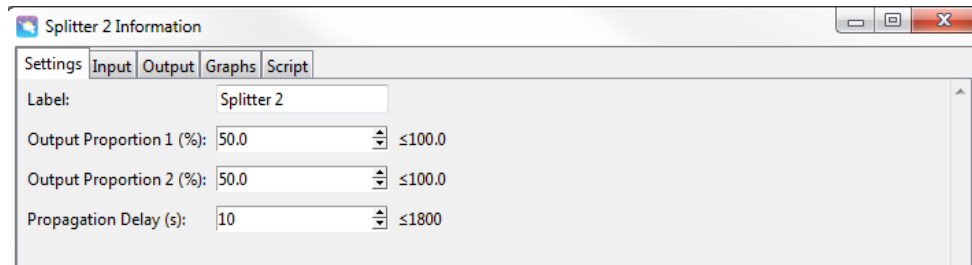 Splitter 2 Information
Settings Input Output Graphs Script
Label: Splitter 2
Output Proportion 1 (%): 50.0 ≤100.0
Output Proportion 2 (%): 50.0 ≤100.0
Propagation Delay (s): 10 ≤1800